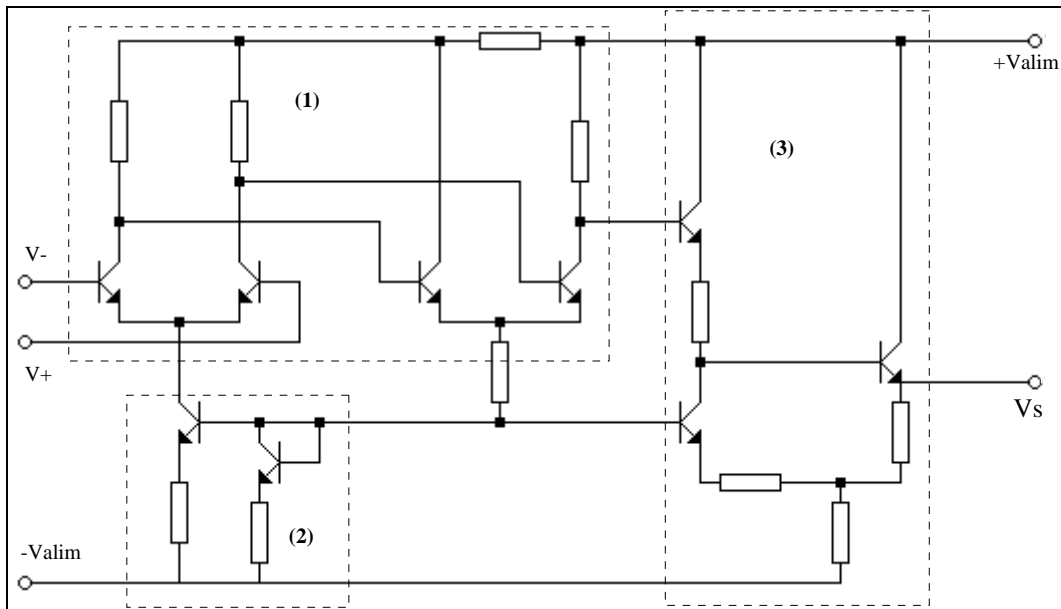 +Valim
(1)
(3)
V-
V+
Vs
(2)
-Valim